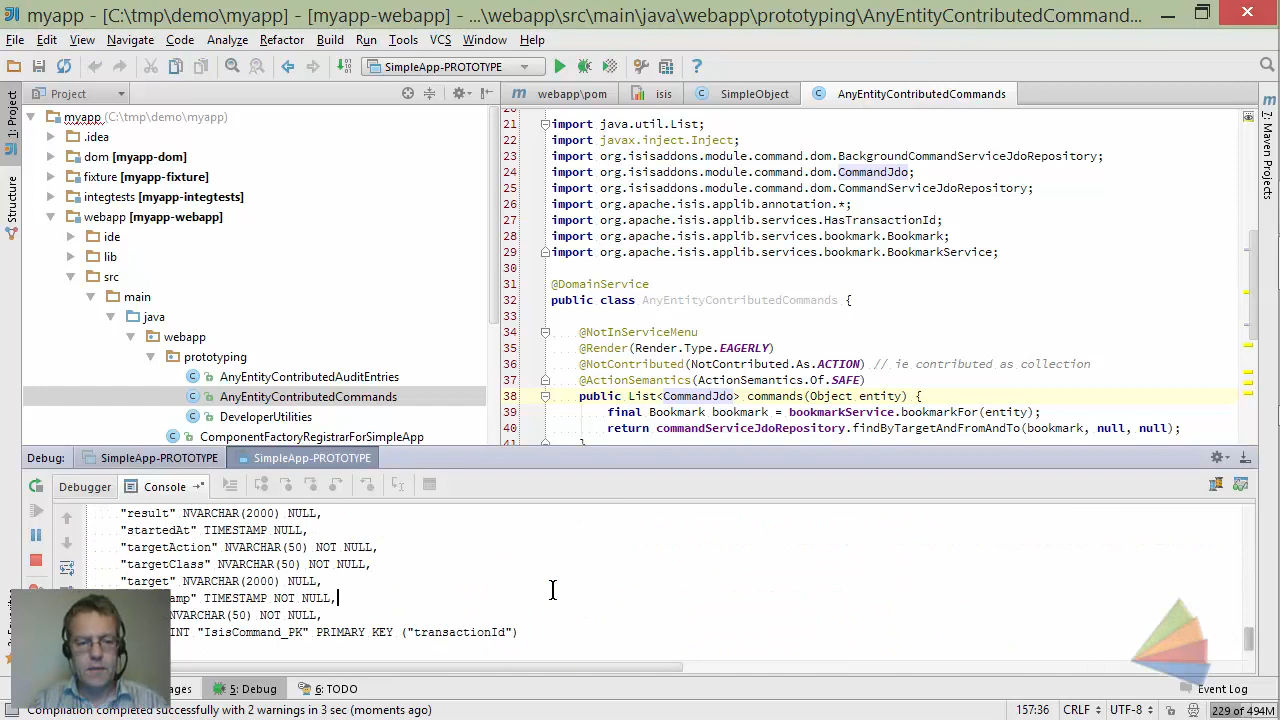 myapp - [C:\tmp\demo\myapp] - [myapp-webapp] - ...\webapp\src\main\java\webapp\prototyping\AnyEntityContributedCommand...
File Edit View Navigate Code Analyze Refactor Build Run Tools VCS Window Help
SimpleApp-PROTOTYPE
Project
webapp\pom isis SimpleObject AnyEntityContributedCommands
1: Project
Structure
Maven Projects
myapp (C:\tmp\demo\myapp)
.idea
dom [myapp-dom]
fixture [myapp-fixture]
integtests [myapp-integtests]
webapp [myapp-webapp]
ide
lib
src
main
java
webapp
prototyping
AnyEntityContributedAuditEntries
AnyEntityContributedCommands
DeveloperUtilities
ComponentFactoryRegistrarForSimpleApp
21 import java.util.List;
22 import javax.inject.Inject;
23 import org.isisaddons.module.command.dom.BackgroundCommandServiceJdoRepository;
24 import org.isisaddons.module.command.dom.CommandJdo;
25 import org.isisaddons.module.command.dom.CommandServiceJdoRepository;
26 import org.apache.isis.applib.annotation.*;
27 import org.apache.isis.applib.services.HasTransactionId;
28 import org.apache.isis.applib.services.bookmark.Bookmark;
29 import org.apache.isis.applib.services.bookmark.BookmarkService;
30
31 @DomainService
32 public class AnyEntityContributedCommands {
33
34 @NotInServiceMenu
35 @Render(Render.Type.EAGERLY)
36 @NotContributed(NotContributed.As.ACTION) // ie contributed as collection
37 @ActionSemantics(ActionSemantics.Of.SAFE)
38 public List<CommandJdo> commands(Object entity) {
39 final Bookmark bookmark = bookmarkService.bookmarkFor(entity);
40 return commandServiceJdoRepository.findByTargetAndFromAndTo(bookmark, null, null);
}
Debug: SimpleApp-PROTOTYPE SimpleApp-PROTOTYPE
Debugger Console
"result" NVARCHAR(2000) NULL,
"startedAt" TIMESTAMP NULL,
"targetAction" NVARCHAR(50) NOT NULL,
"targetClass" NVARCHAR(50) NOT NULL,
"target" NVARCHAR(2000) NULL,
amp" TIMESTAMP NOT NULL,
NVARCHAR(50) NOT NULL,
INT "IsisCommand_PK" PRIMARY KEY ("transactionId")
ages 5: Debug 6: TODO Event Log
Compilation completed successfully with 2 warnings in 3 sec (moments ago) 157:36 CRLF UTF-8 229 of 494M